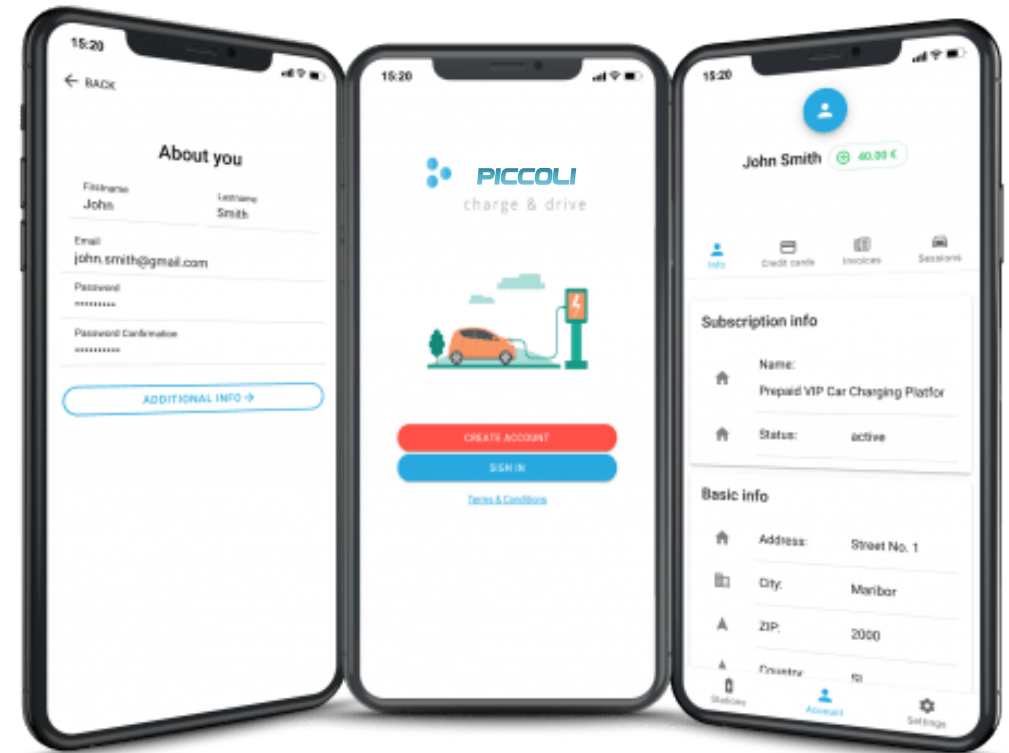 15:20
BACK
About you
Firstname
John
Lastname
Smith
Email
john.smith@gmail.com
Password
Password Confirmation
ADDITIONAL INFO
15:20
PICCOLI
charge & drive
CREATE ACCOUNT
SIGN IN
Terms & Conditions
15:20
John Smith
40.00 €
Info
Credit cards
Invoices
Sessions
Subscription info
Name:
Prepaid VIP Car Charging Platfor
Status:
active
Basic info
Address:
Street No. 1
City:
Maribor
ZIP:
2000
Country
SI
Stations
Account
Settings